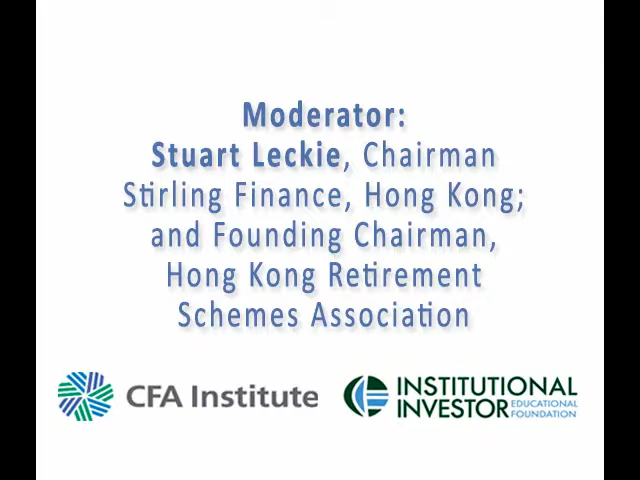 Moderator:
Stuart Leckie, Chairman
Stirling Finance, Hong Kong;
and Founding Chairman,
Hong Kong Retirement
Schemes Association
CFA Institute
INSTITUTIONAL
INVESTOR EDUCATIONAL
FOUNDATION